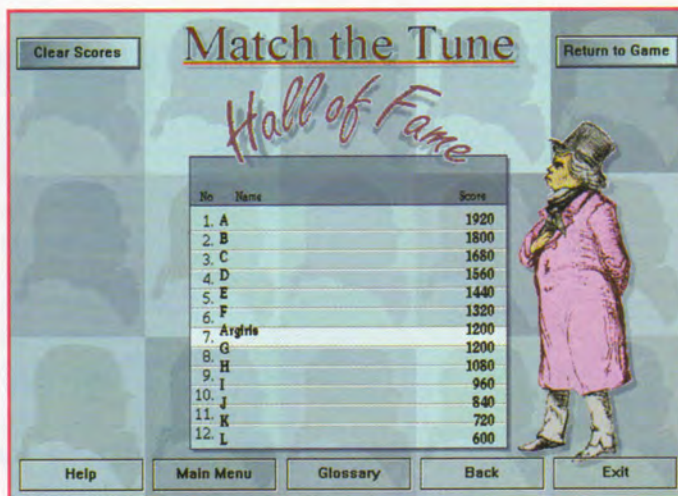 Clear Scores
Match the Tune
Return to Game
Hall of Fame
No Name Score
1. A 1920
2. B 1800
3. C 1680
4. D 1560
5. E 1440
6. F 1320
7. Argiris 1200
8. G 1200
9. H 1080
10. I 960
11. J 840
12. K 720
L 600
Help Main Menu Glossary Back Exit